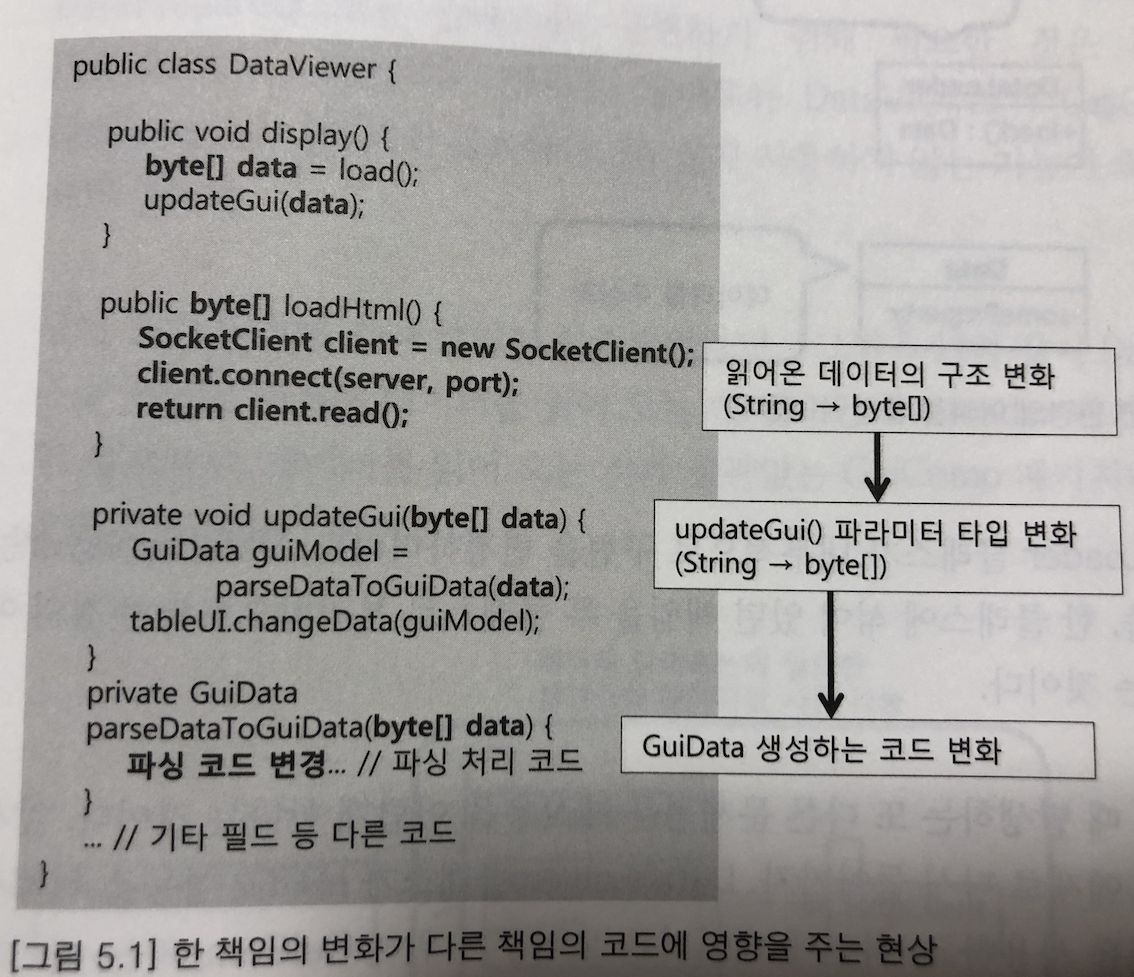 public class DataViewer {
public void display() {
byte[] data = load();
updateGui(data);
}
public byte[] loadHtml() {
SocketClient client = new SocketClient();
client.connect(server, port);
return client.read();
}
읽어온 데이터의 구조 변화
(String → byte[])
private void updateGui(byte[] data) {
GuiData guiModel =
parseDataToGuiData(data);
tableUI.changeData(guiModel);
}
updateGui() 파라미터 타입 변화
(String → byte[])
private GuiData
parseDataToGuiData(byte[] data) {
파싱 코드 변경... // 파싱 처리 코드
}
GuiData 생성하는 코드 변화
... // 기타 필드 등 다른 코드
}
[그림 5.1] 한 책임의 변화가 다른 책임의 코드에 영향을 주는 현상